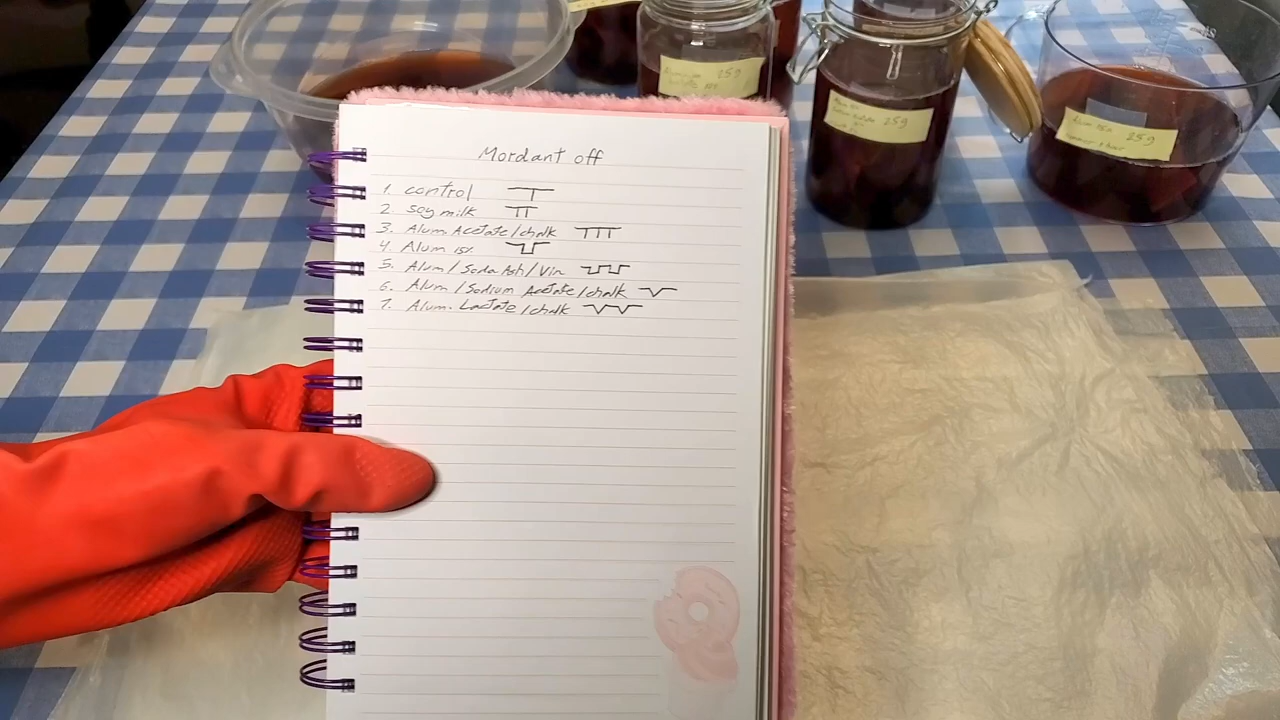 25g
25g
Alum 15%
25g
Mordant off
1. control
2. Soy milk
3. Alum. Acetate/chalk
4. Alum 15%
5. Alum/Soda Ash/Vin
6. Alum/Sodium Acetate/chalk
7. Alum. Lactate/chalk